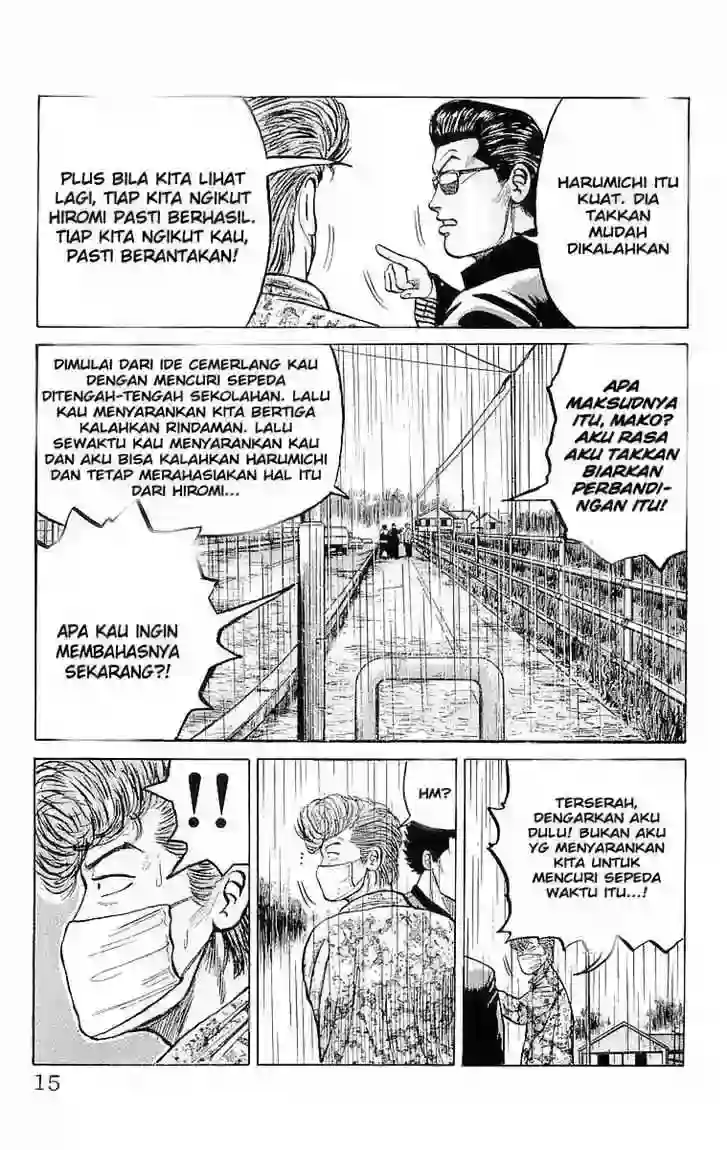 HARUMICHI ITU
KUAT. DIA
TAKKAN
MUDAH
DIKALAHKAN
PLUS BILA KITA LIHAT
LAGI, TIAP KITA NGIKUT
HIROMI PASTI BERHASIL.
TIAP KITA NGIKUT KAU,
PASTI BERANTAKAN!
APA
MAKSUDNYA
ITU, MAKO?
AKU RASA
AKU TAKKAN
BIARKAN
PERBANDI-
NGAN ITU!
DIMULAI DARI IDE CEMERLANG KAU
DENGAN MENCURI SEPEDA
DITENGAH-TENGAH SEKOLAHAN. LALU
KAU MENYARANKAN KITA BERTIGA
KALAHKAN RINDAMAN. LALU
SEWAKTU KAU MENYARANKAN KAU
DAN AKU BISA KALAHKAN HARUMICHI
DAN TETAP MERAHASIAKAN HAL ITU
DARI HIROMI...
APA KAU INGIN
MEMBAHASNYA
SEKARANG?!
TERSERAH,
DENGARKAN AKU
DULU! BUKAN AKU
YG MENYARANKAN
KITA UNTUK
MENCURI SEPEDA
WAKTU ITU...!
HM?
...
!!
15